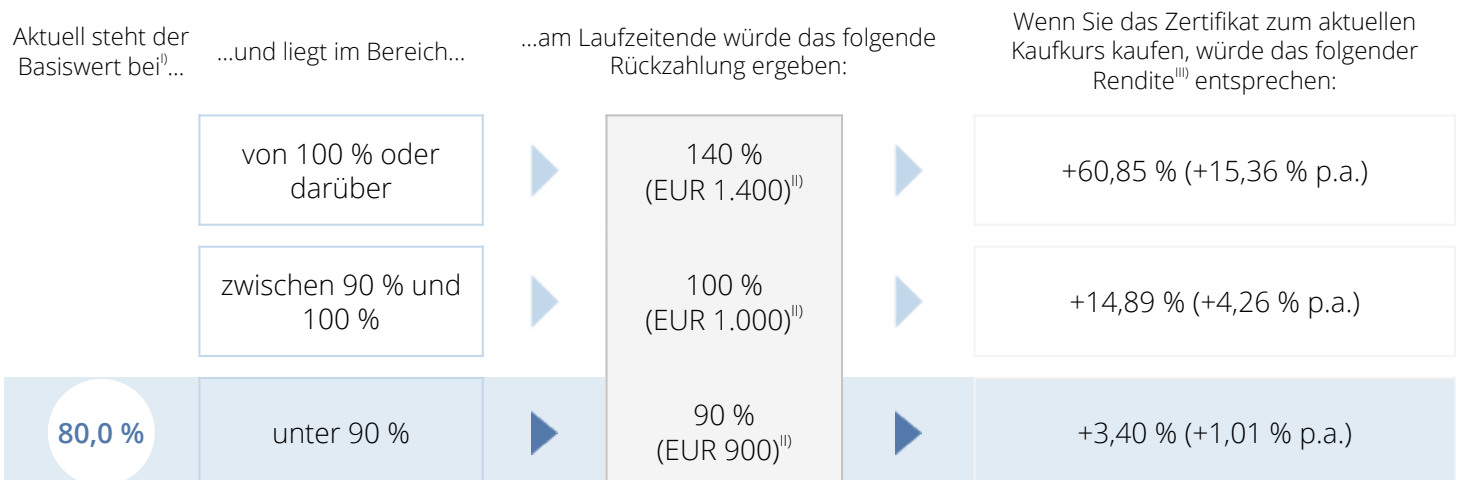 Aktuell steht der
Basiswert bei I)...
...und liegt im Bereich...
...am Laufzeitende würde das folgende
Rückzahlung ergeben:
Wenn Sie das Zertifikat zum aktuellen
Kaufkurs kaufen, würde das folgender
Rendite III) entsprechen:
von 100 % oder
darüber
140 %
(EUR 1.400) II)
+60,85 % (+15,36 % p.a.)
zwischen 90 % und
100 %
100 %
(EUR 1.000) II)
+14,89 % (+4,26 % p.a.)
80,0 %
unter 90 %
90 %
(EUR 900) II)
+3,40 % (+1,01 % p.a.)